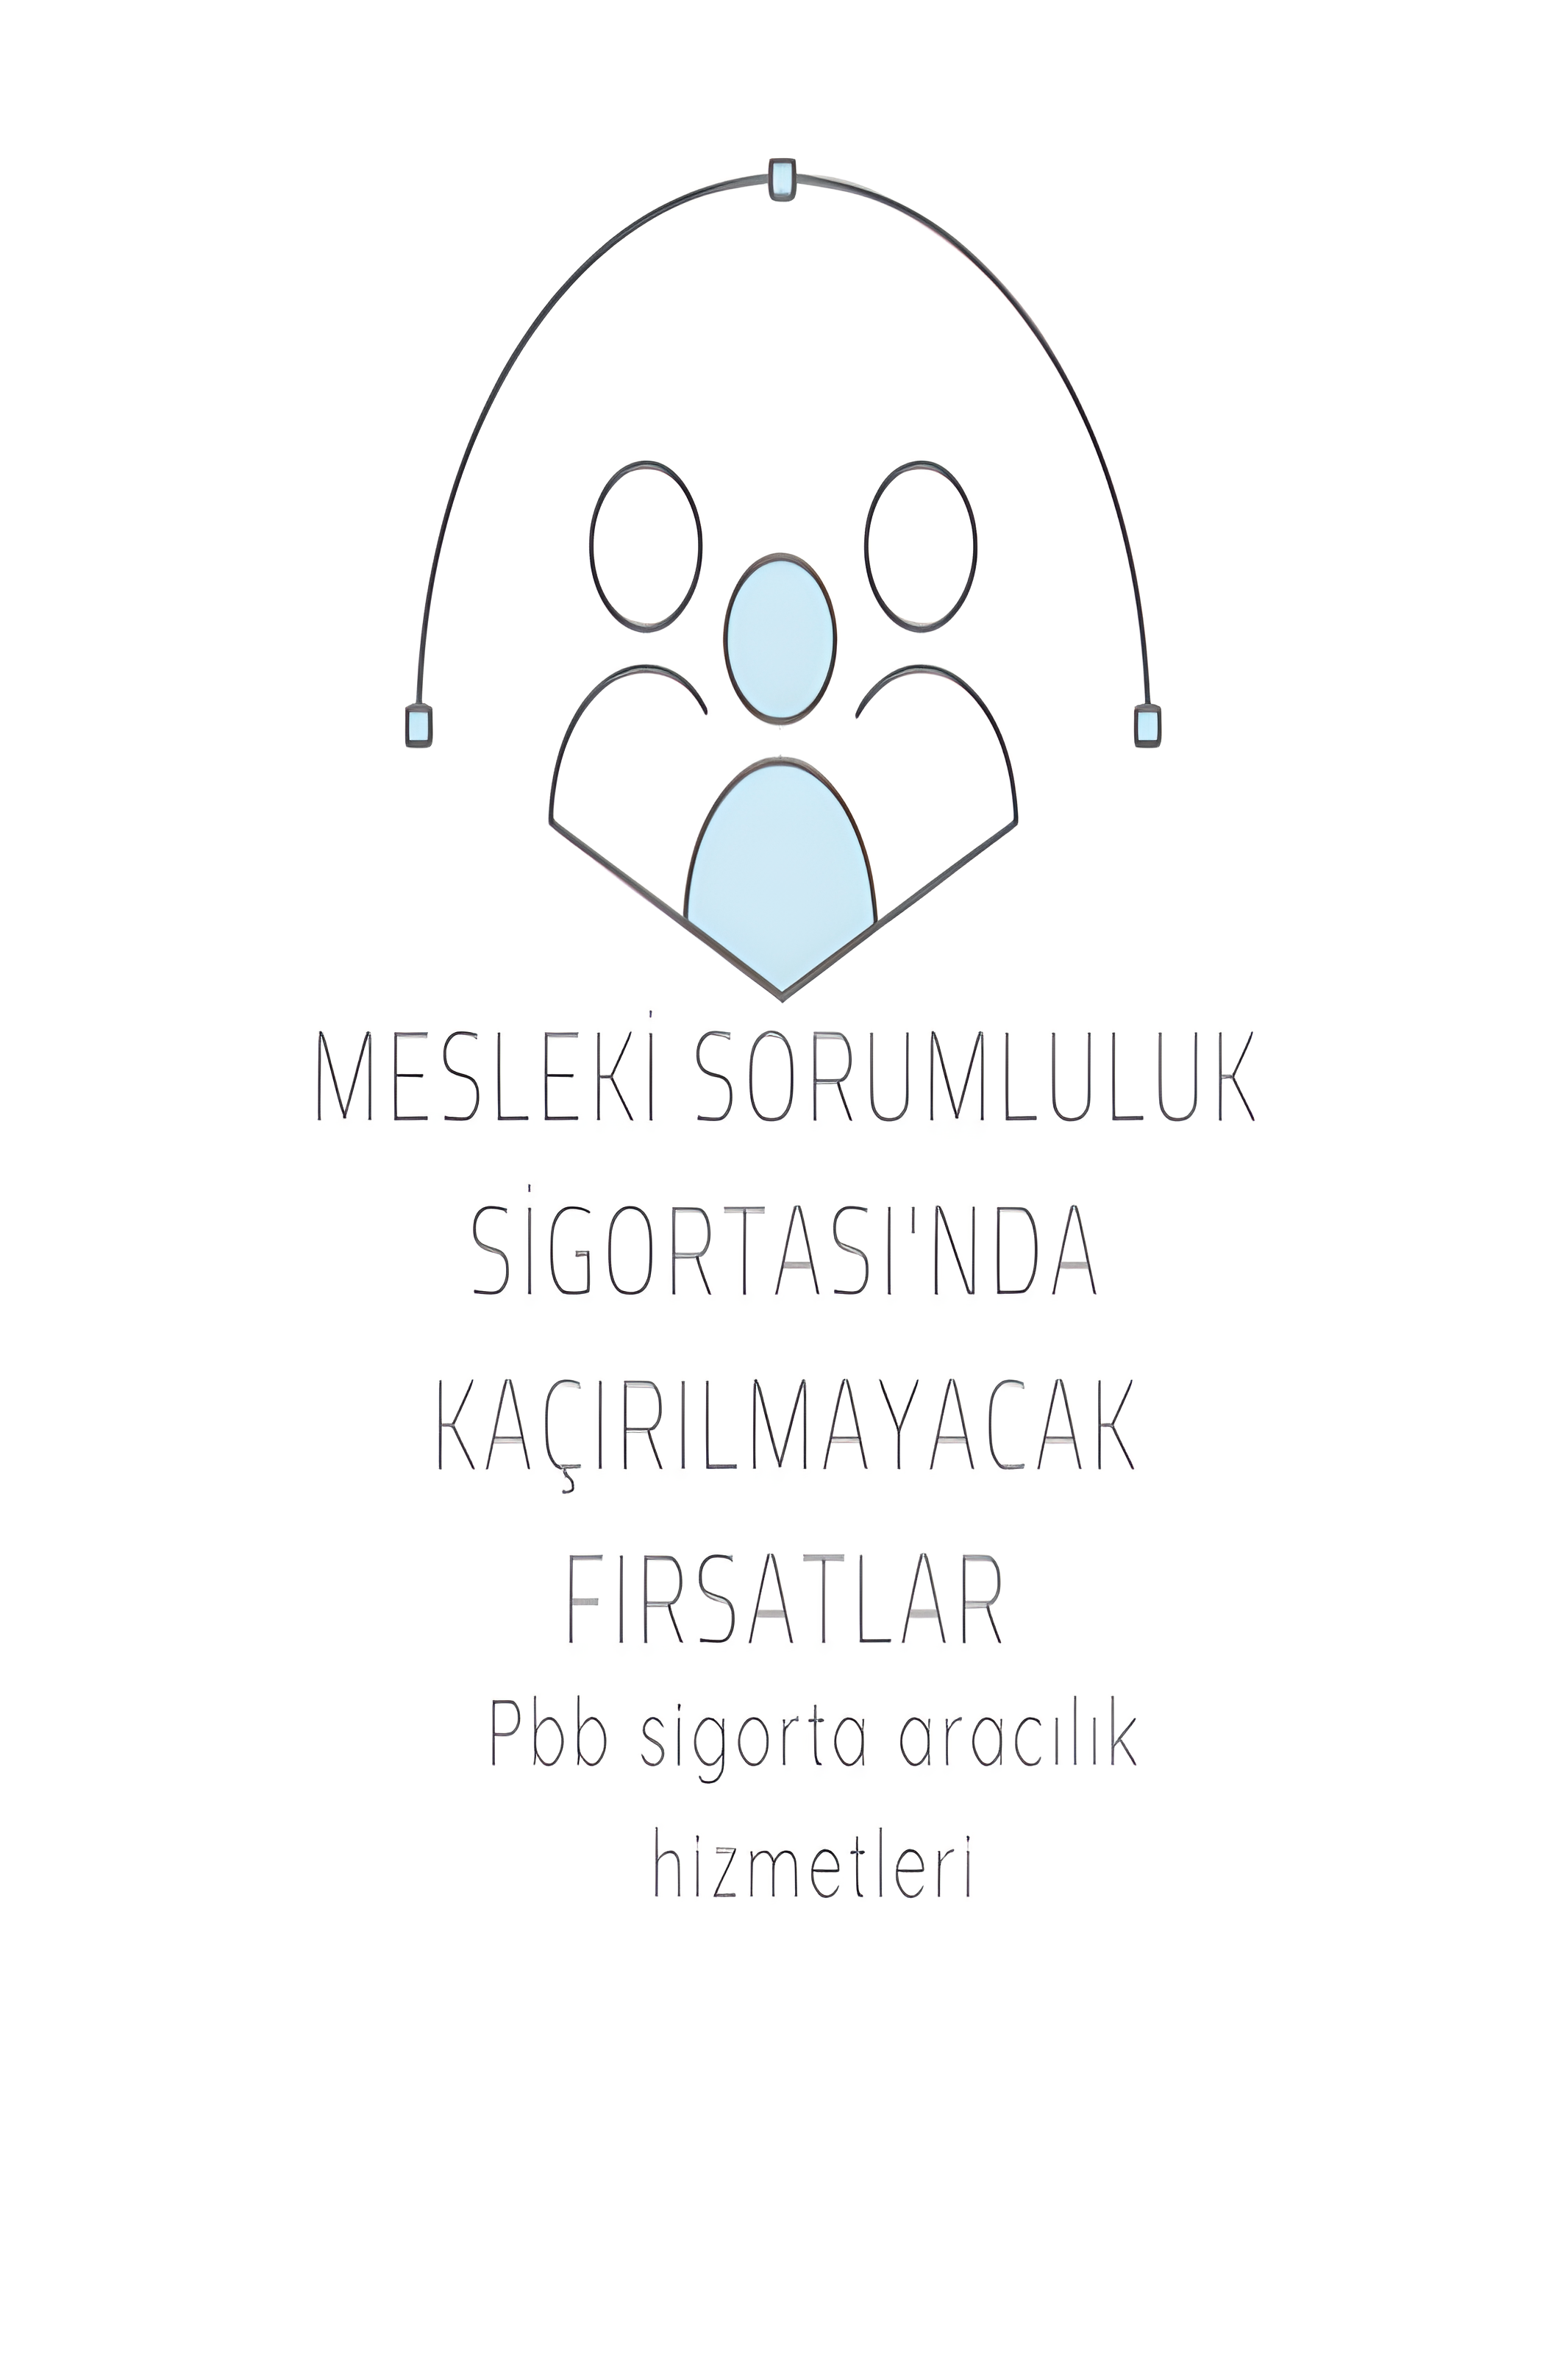 MESLEKİ SORUMLULUK
SİGORTASI'NDA
KAÇIRILMAYACAK
FIRSATLAR
Pbb sigorta aracılık
hizmetleri